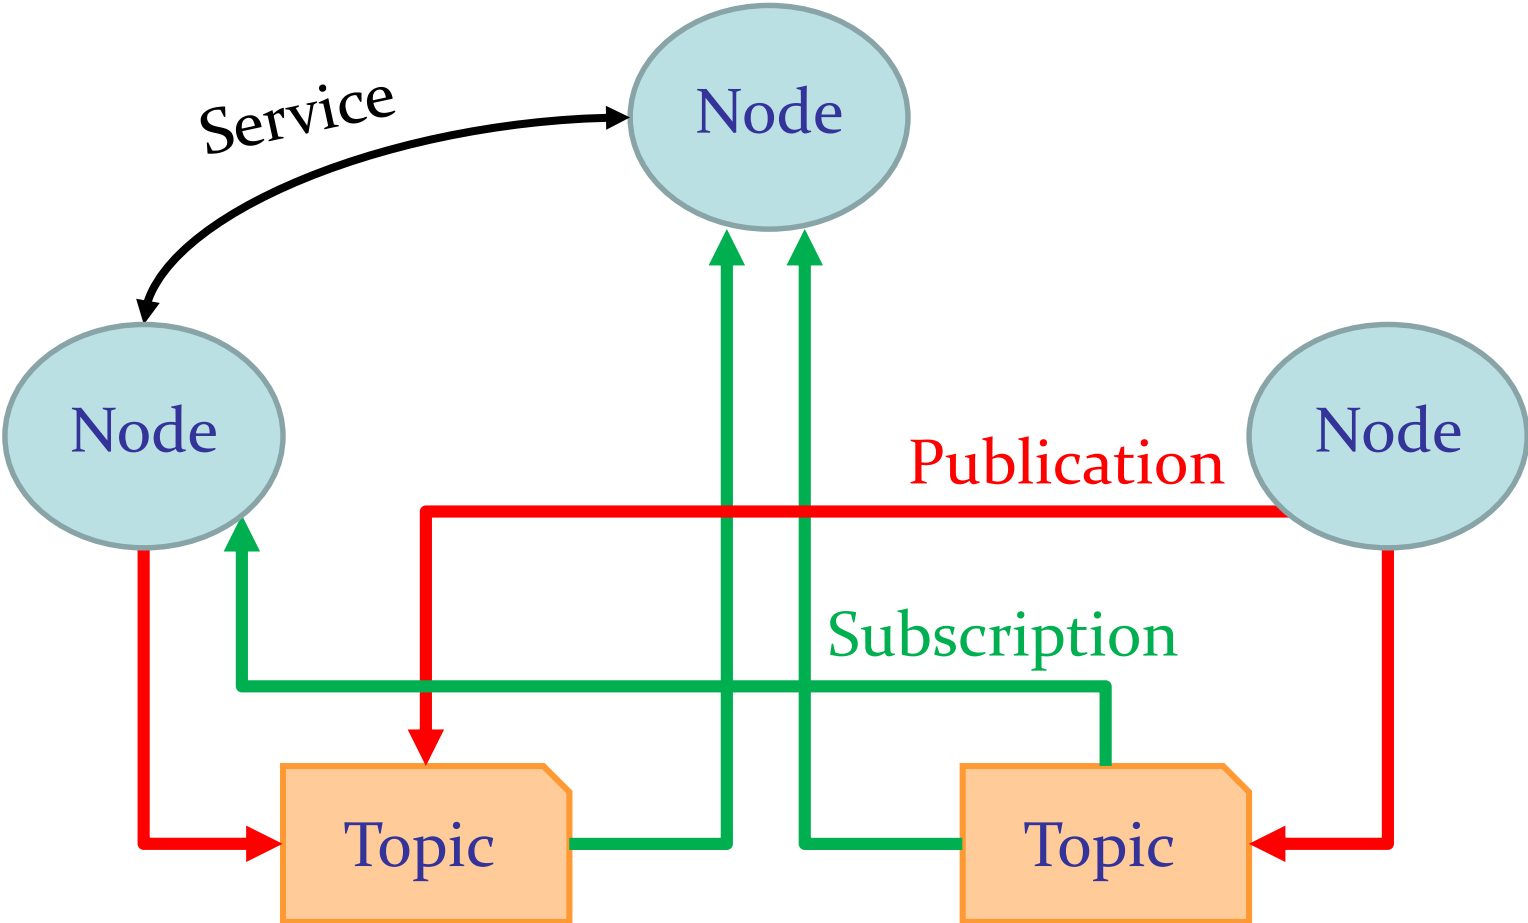 Service
Node
Node
Node
Publication
Subscription
Topic
Topic